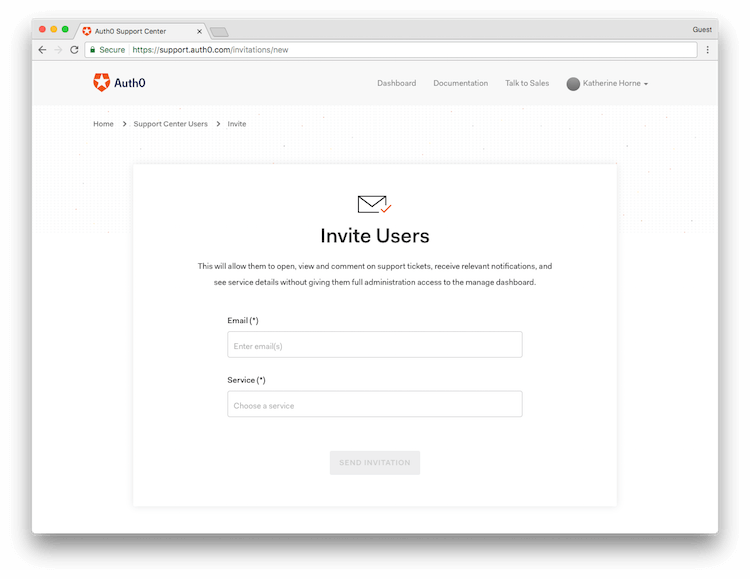 Auth0 Support Center
Guest
Secure https://support.auth0.com/invitations/new
Auth0
Dashboard Documentation Talk to Sales Katherine Horne
Home > Support Center Users > Invite
Invite Users
This will allow them to open, view and comment on support tickets, receive relevant notifications, and
see service details without giving them full administration access to the manage dashboard.
Email (*)
Enter email(s)
Service (*)
Choose a service
SEND INVITATION